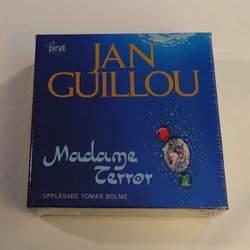 pirat
JAN
GUILLOU
Madame
Terror
UPPLÄSARE TOMAS BOLME